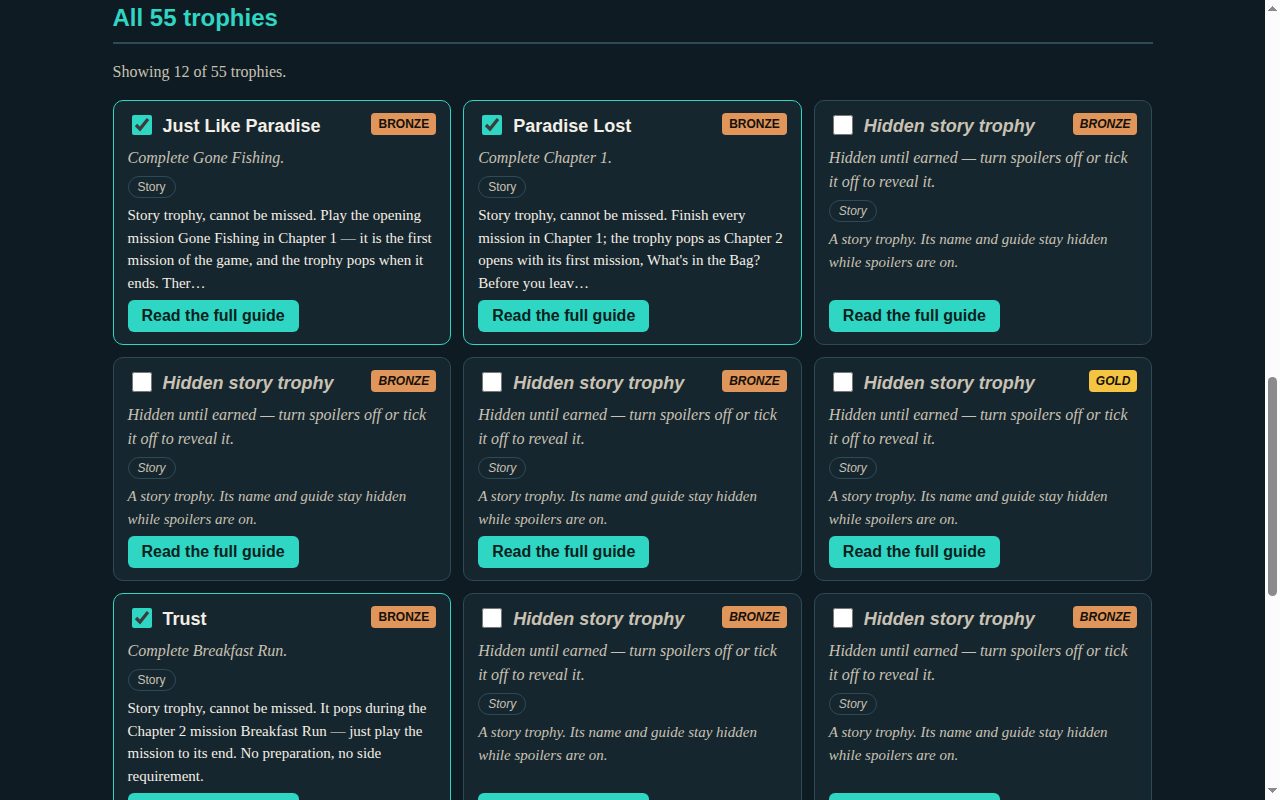 All 55 trophies
Showing 12 of 55 trophies.
Just Like Paradise
BRONZE
Complete Gone Fishing.
Story
Story trophy, cannot be missed. Play the opening
mission Gone Fishing in Chapter 1 — it is the first
mission of the game, and the trophy pops when it
ends. Ther…
Read the full guide
Paradise Lost
BRONZE
Complete Chapter 1.
Story
Story trophy, cannot be missed. Finish every
mission in Chapter 1; the trophy pops as Chapter 2
opens with its first mission, What's in the Bag?
Before you leav…
Read the full guide
Hidden story trophy
BRONZE
Hidden until earned — turn spoilers off or tick
it off to reveal it.
Story
A story trophy. Its name and guide stay hidden
while spoilers are on.
Read the full guide
Hidden story trophy
BRONZE
Hidden until earned — turn spoilers off or tick
it off to reveal it.
Story
A story trophy. Its name and guide stay hidden
while spoilers are on.
Read the full guide
Hidden story trophy
BRONZE
Hidden until earned — turn spoilers off or tick
it off to reveal it.
Story
A story trophy. Its name and guide stay hidden
while spoilers are on.
Read the full guide
Hidden story trophy
GOLD
Hidden until earned — turn spoilers off or tick
it off to reveal it.
Story
A story trophy. Its name and guide stay hidden
while spoilers are on.
Read the full guide
Trust
BRONZE
Complete Breakfast Run.
Story
Story trophy, cannot be missed. It pops during the
Chapter 2 mission Breakfast Run — just play the
mission to its end. No preparation, no side
requirement.
Hidden story trophy
BRONZE
Hidden until earned — turn spoilers off or tick
it off to reveal it.
Story
A story trophy. Its name and guide stay hidden
while spoilers are on.
Hidden story trophy
BRONZE
Hidden until earned — turn spoilers off or tick
it off to reveal it.
Story
A story trophy. Its name and guide stay hidden
while spoilers are on.